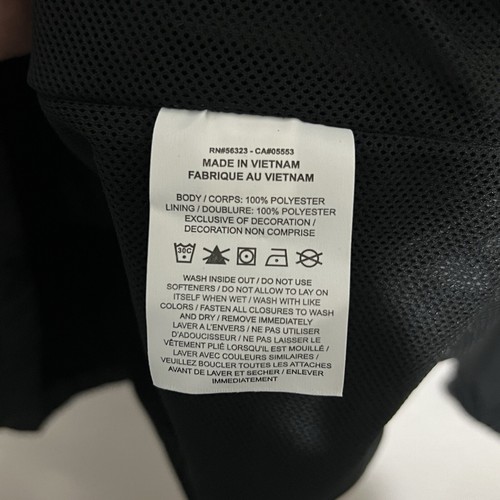 RN#56323 - CA#05553
MADE IN VIETNAM
FABRIQUE AU VIETNAM
BODY / CORPS: 100% POLYESTER
LINING / DOUBLURE: 100% POLYESTER
EXCLUSIVE OF DECORATION /
DECORATION NON COMPRISE
30C
WASH INSIDE OUT / DO NOT USE
SOFTENERS / DO NOT ALLOW TO LAY ON
ITSELF WHEN WET / WASH WITH LIKE
COLORS / FASTEN ALL CLOSURES TO WASH
AND DRY / REMOVE IMMEDIATELY
LAVER A L'ENVERS / NE PAS UTILISER
D'ADOUCISSEUR / NE PAS LAISSER LE
VÊTEMENT PLIÉ LORSQU'IL EST MOUILLÉ /
LAVER AVEC COULEURS SIMILAIRES /
VEUILLEZ BOUCLER TOUTES LES ATTACHES
AVANT DE LAVER ET SECHER / ENLEVER
IMMEDIATEMENT